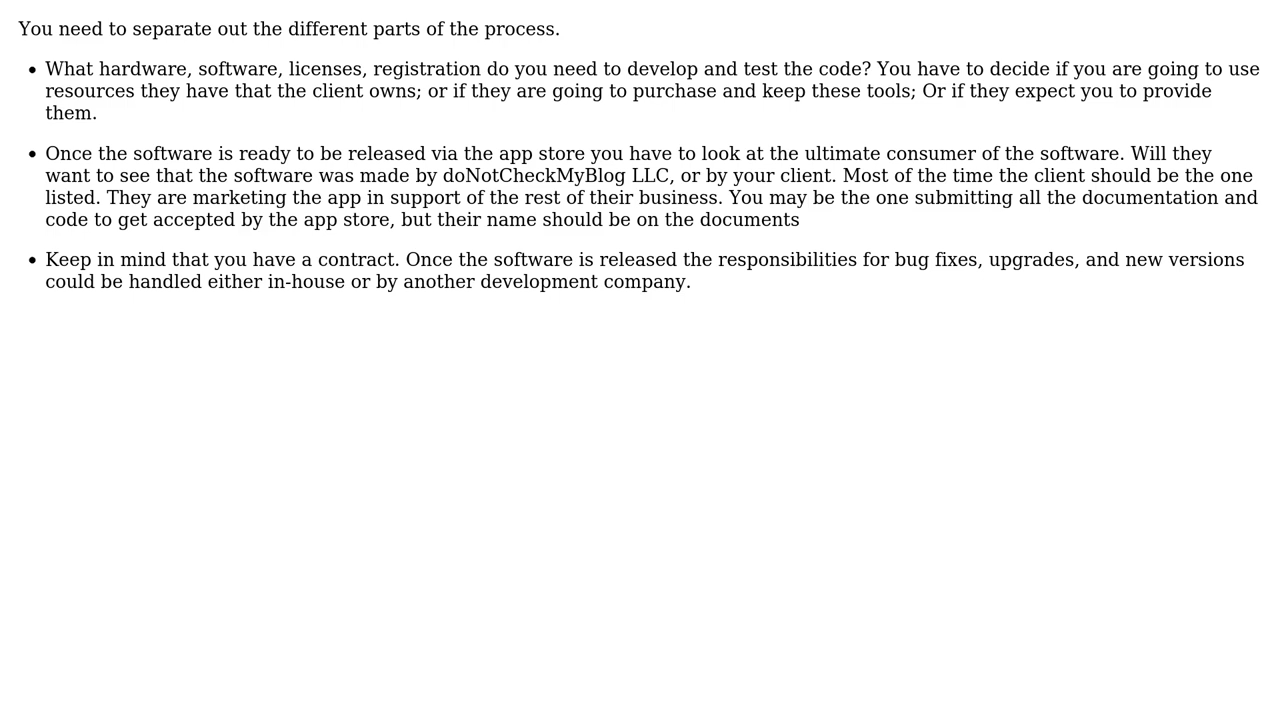 You need to separate out the different parts of the process.
• What hardware, software, licenses, registration do you need to develop and test the code? You have to decide if you are going to use
resources they have that the client owns; or if they are going to purchase and keep these tools; Or if they expect you to provide
them.
• Once the software is ready to be released via the app store you have to look at the ultimate consumer of the software. Will they
want to see that the software was made by doNotCheckMyBlog LLC, or by your client. Most of the time the client should be the one
listed. They are marketing the app in support of the rest of their business. You may be the one submitting all the documentation and
code to get accepted by the app store, but their name should be on the documents
• Keep in mind that you have a contract. Once the software is released the responsibilities for bug fixes, upgrades, and new versions
could be handled either in-house or by another development company.